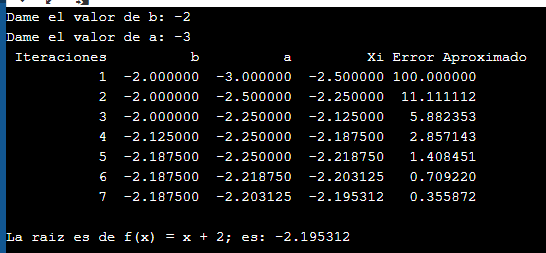 Dame el valor de b: -2
Dame el valor de a: -3
Iteraciones b a Xi Error Aproximado
1 -2.000000 -3.000000 -2.500000 100.000000
2 -2.000000 -2.500000 -2.250000 11.111112
3 -2.000000 -2.250000 -2.125000 5.882353
4 -2.125000 -2.250000 -2.187500 2.857143
5 -2.187500 -2.250000 -2.218750 1.408451
6 -2.187500 -2.218750 -2.203125 0.709220
7 -2.187500 -2.203125 -2.195312 0.355872
La raiz es de f(x) = x + 2; es: -2.195312